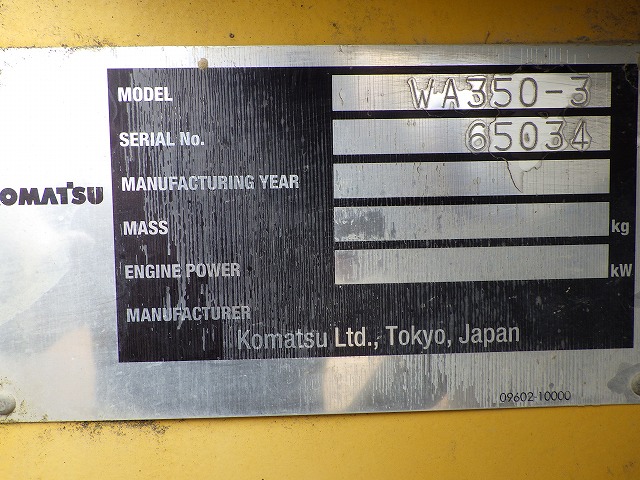 MODEL WA350-3
SERIAL No. 65034
MANUFACTURING YEAR
OMATSU
MASS kg
ENGINE POWER kW
MANUFACTURER
Komatsu Ltd., Tokyo, Japan
09602-10000